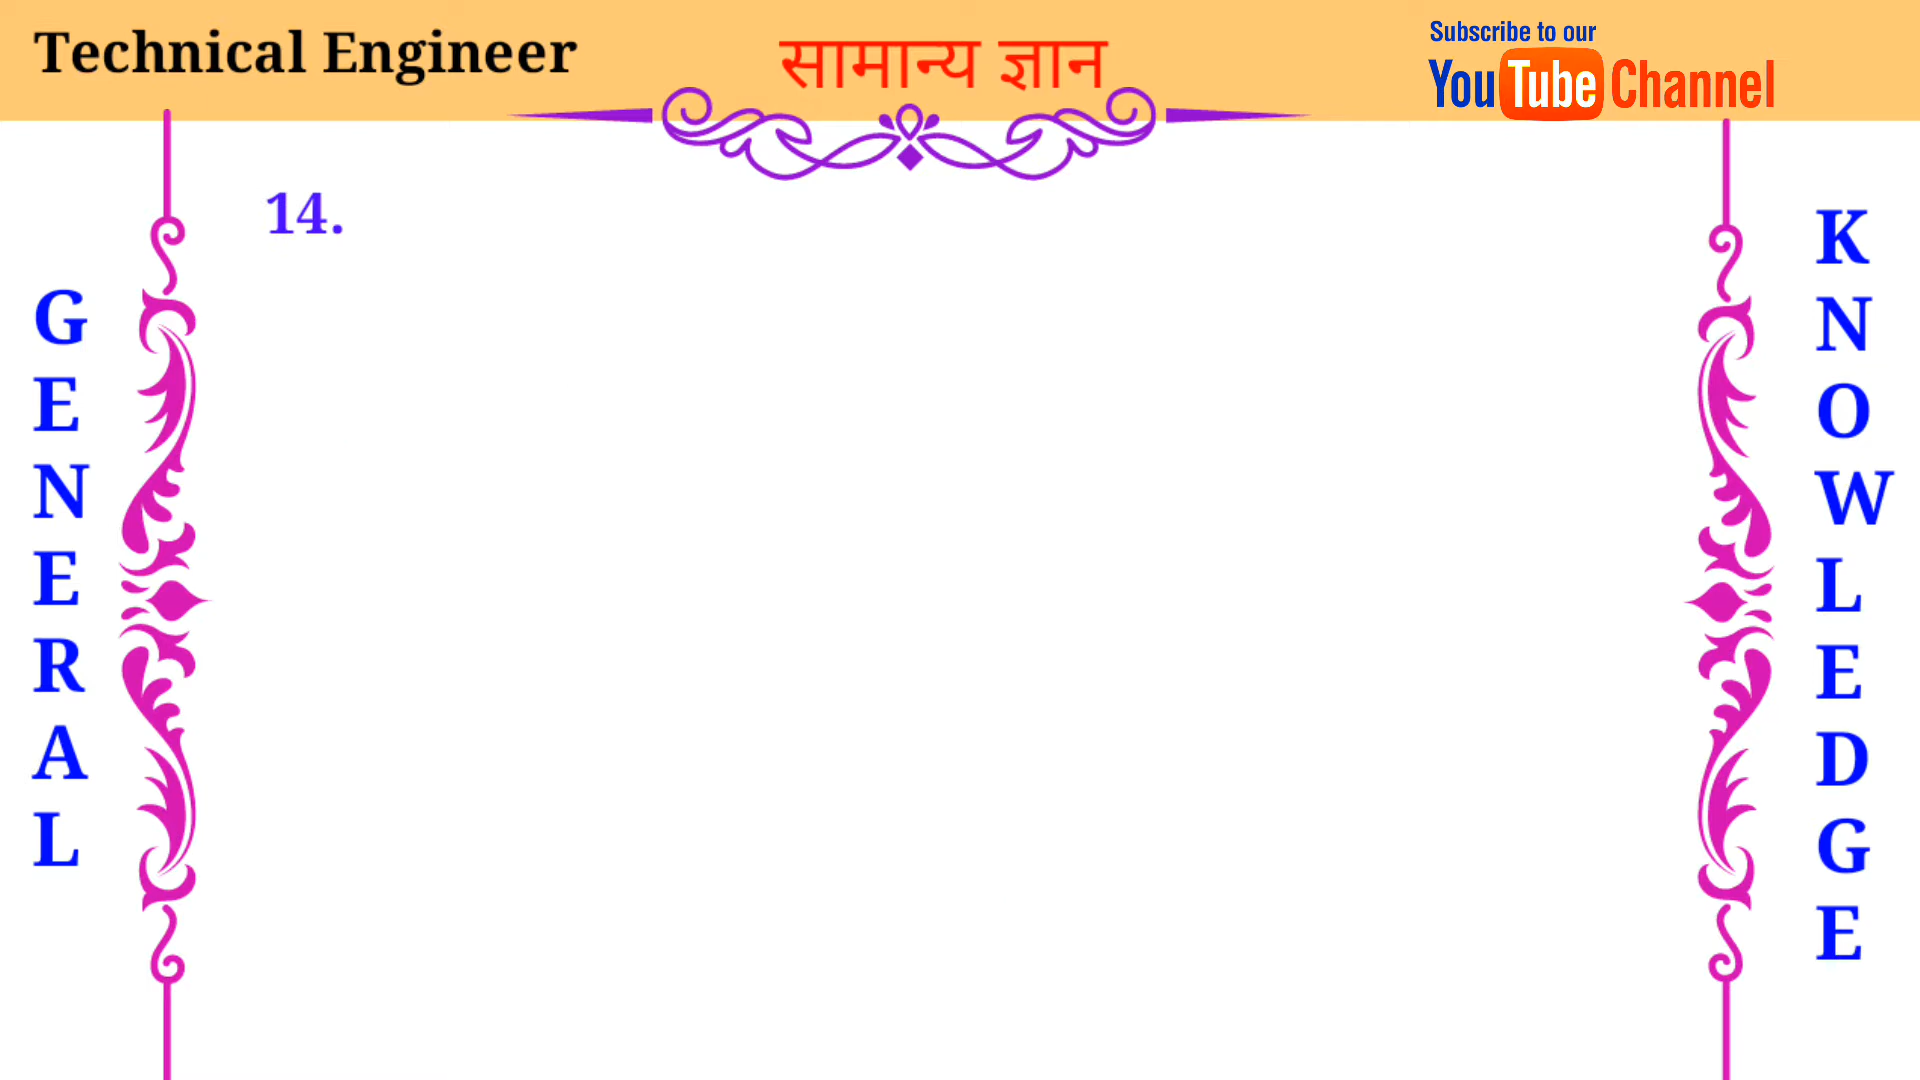 Technical Engineer
सामान्य ज्ञान
Subscribe to our
YouTube Channel
14.
GENERAL
KNOWLEDGE